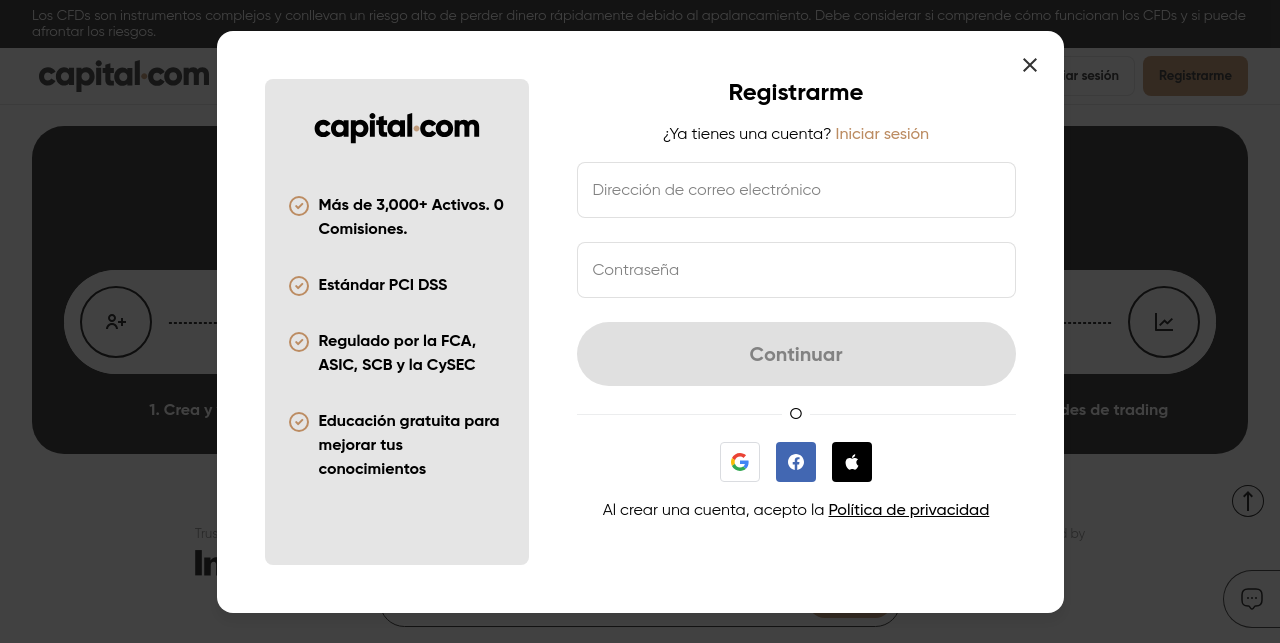 Los CFDs son instrumentos complejos y conllevan un riesgo alto de perder dinero rápidamente debido al apalancamiento. Debe considerar si comprende cómo funcionan los CFDs y si puede
afrontar los riesgos.
capital.com
iar sesión
Registrarme
capital.com
Más de 3,000+ Activos. 0
Comisiones.
Estándar PCI DSS
Regulado por la FCA,
ASIC, SCB y la CySEC
Educación gratuita para
mejorar tus
conocimientos
Registrarme
¿Ya tienes una cuenta? Iniciar sesión
Dirección de correo electrónico
Contraseña
Continuar
O
Al crear una cuenta, acepto la Política de privacidad
1. Crea y
des de trading
Trus
d by
In